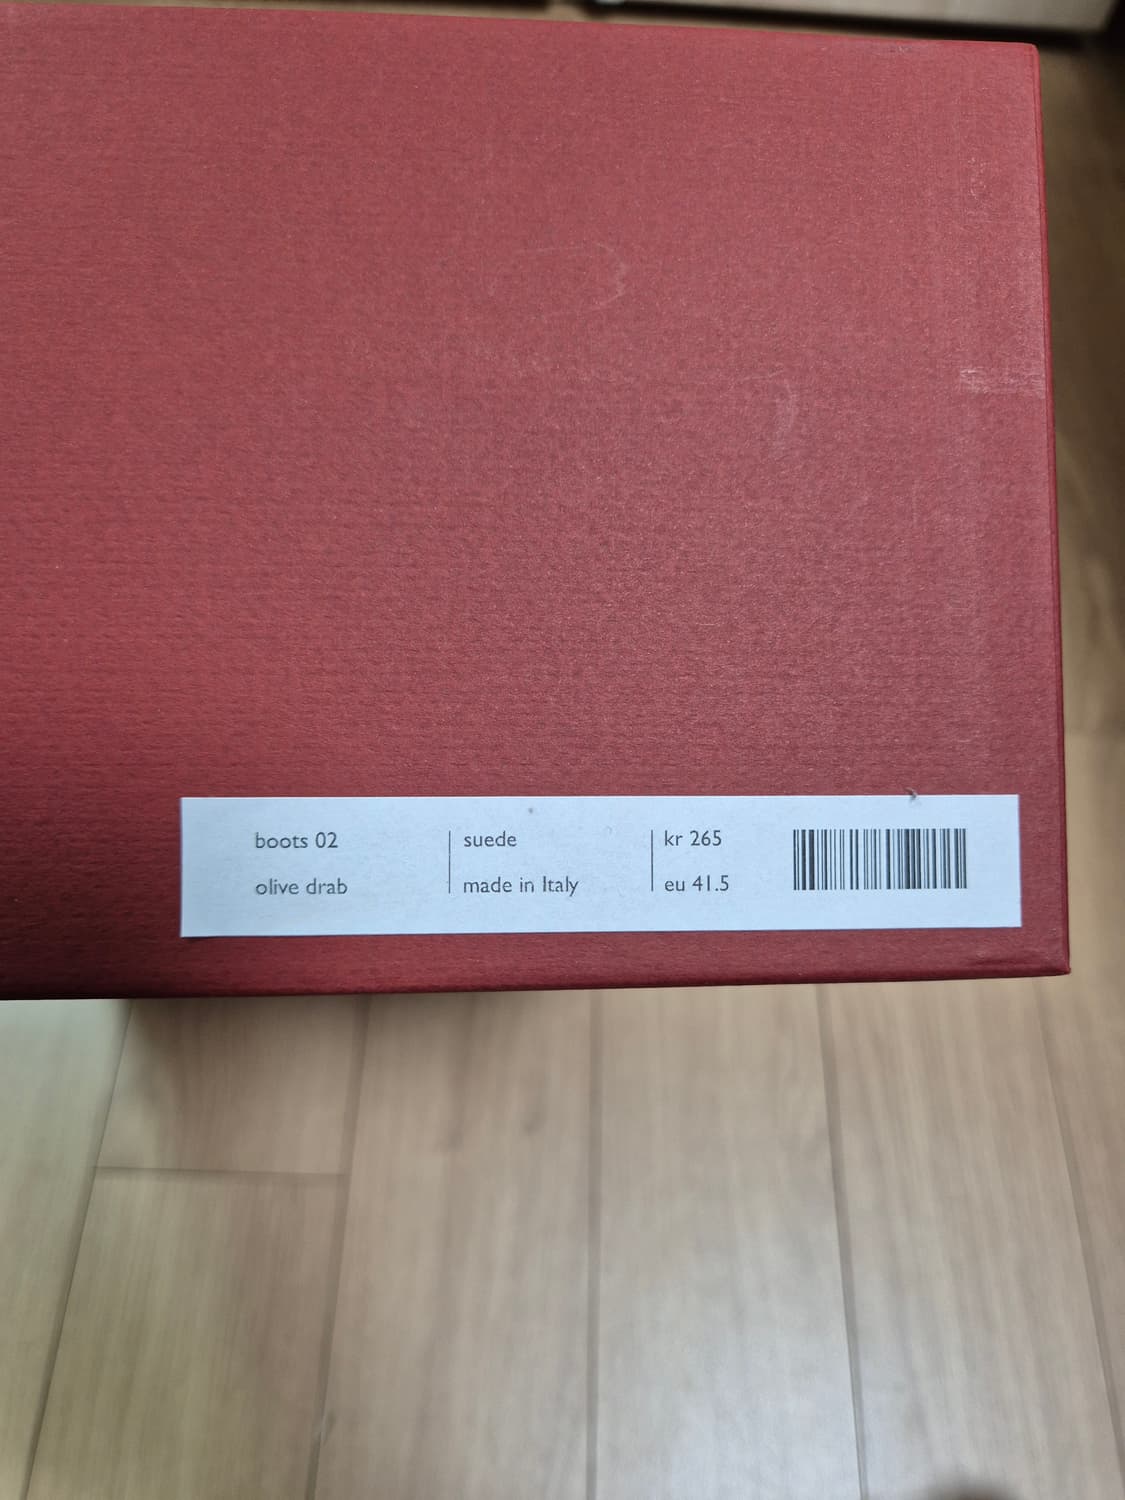 boots 02
olive drab
suede
made in Italy
kr 265
eu 41.5